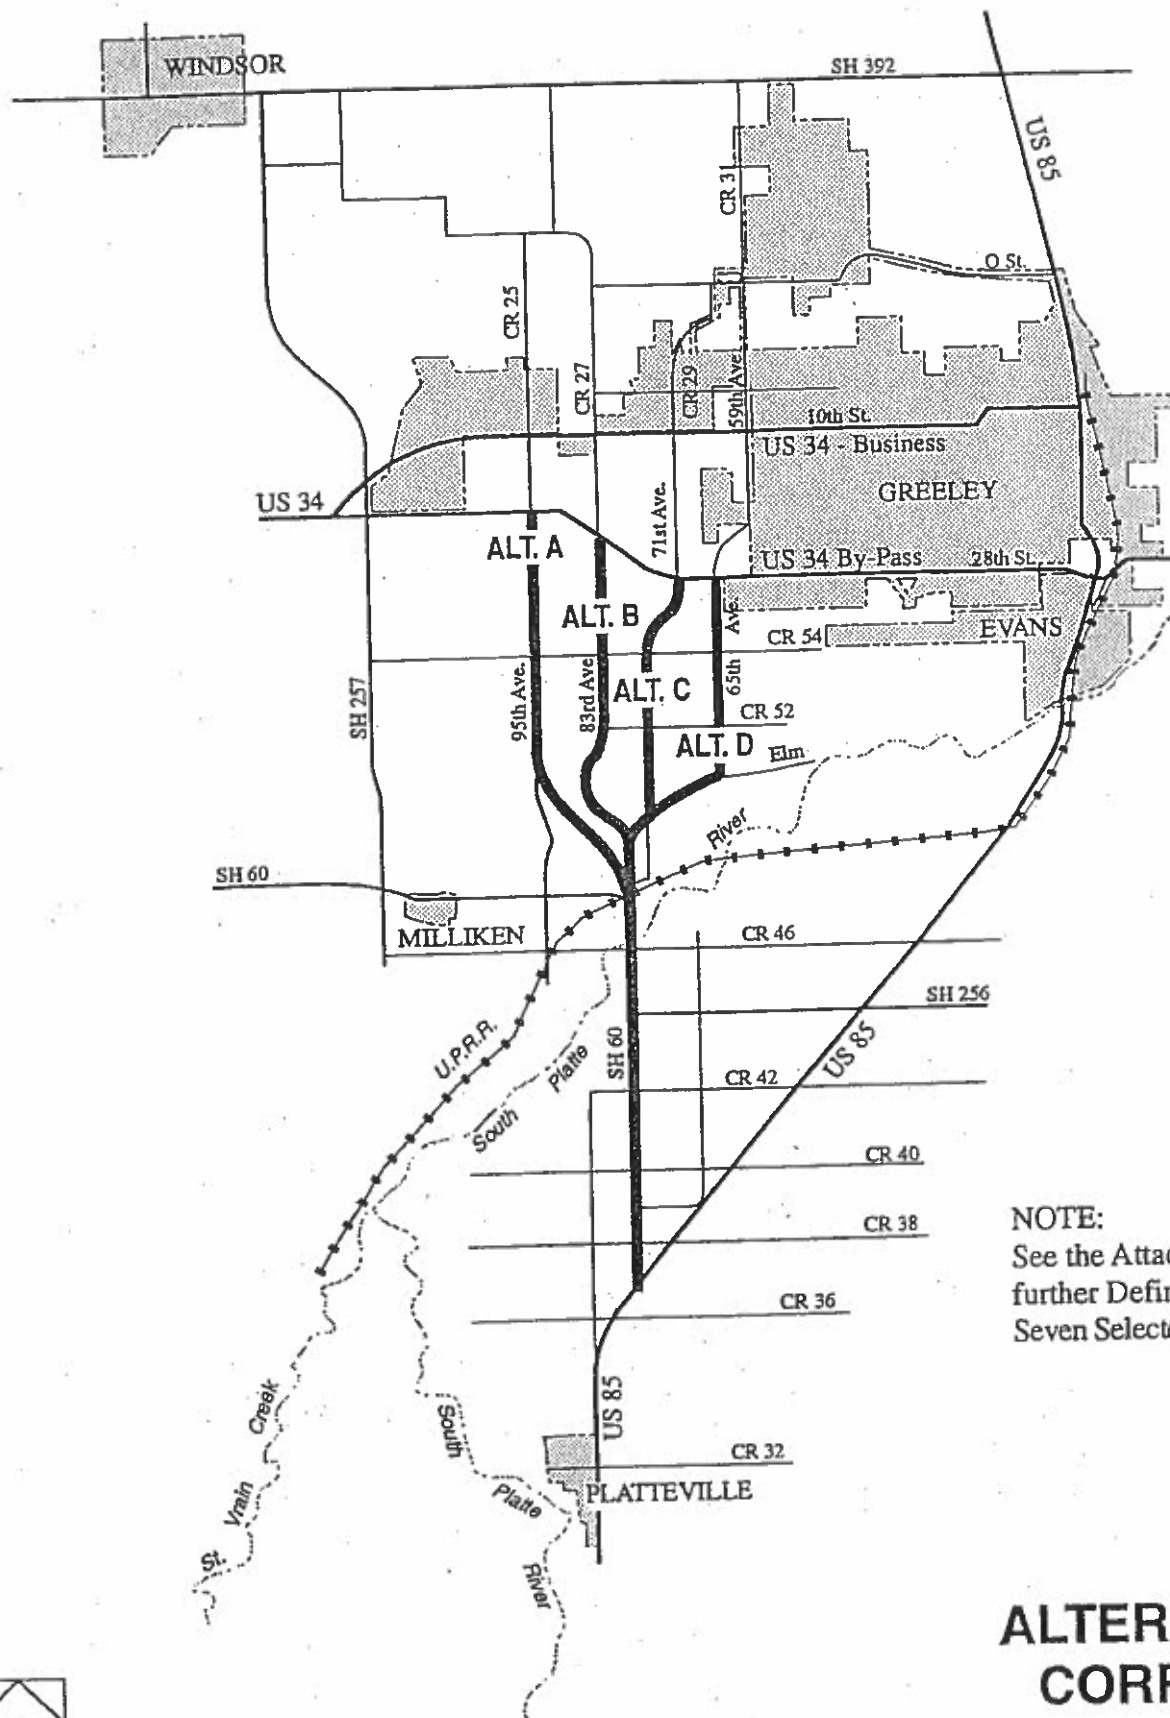 WINDSOR
SH 392
US 85
CR 31
O St.
CR 25
CR 27
CR 29
59th Ave.
10th St.
US 34 - Business
GREELEY
US 34
71st Ave.
ALT. A
US 34 By-Pass
28th St.
ALT. B
Ave.
CR 54
EVANS
95th Ave.
83rd Ave
ALT. C
65th
SH 257
CR 52
ALT. D
Elm
River
SH 60
MILLIKEN
CR 46
SH 256
U.P.R.R.
SH 60
US 85
Platte
South
CR 42
CR 40
CR 38
NOTE:
See the Attac
further Defin
Seven Selecte
CR 36
US 85
Creek
Vrain
St.
South
Platte
River
CR 32
PLATTEVILLE
ALTER
CORR